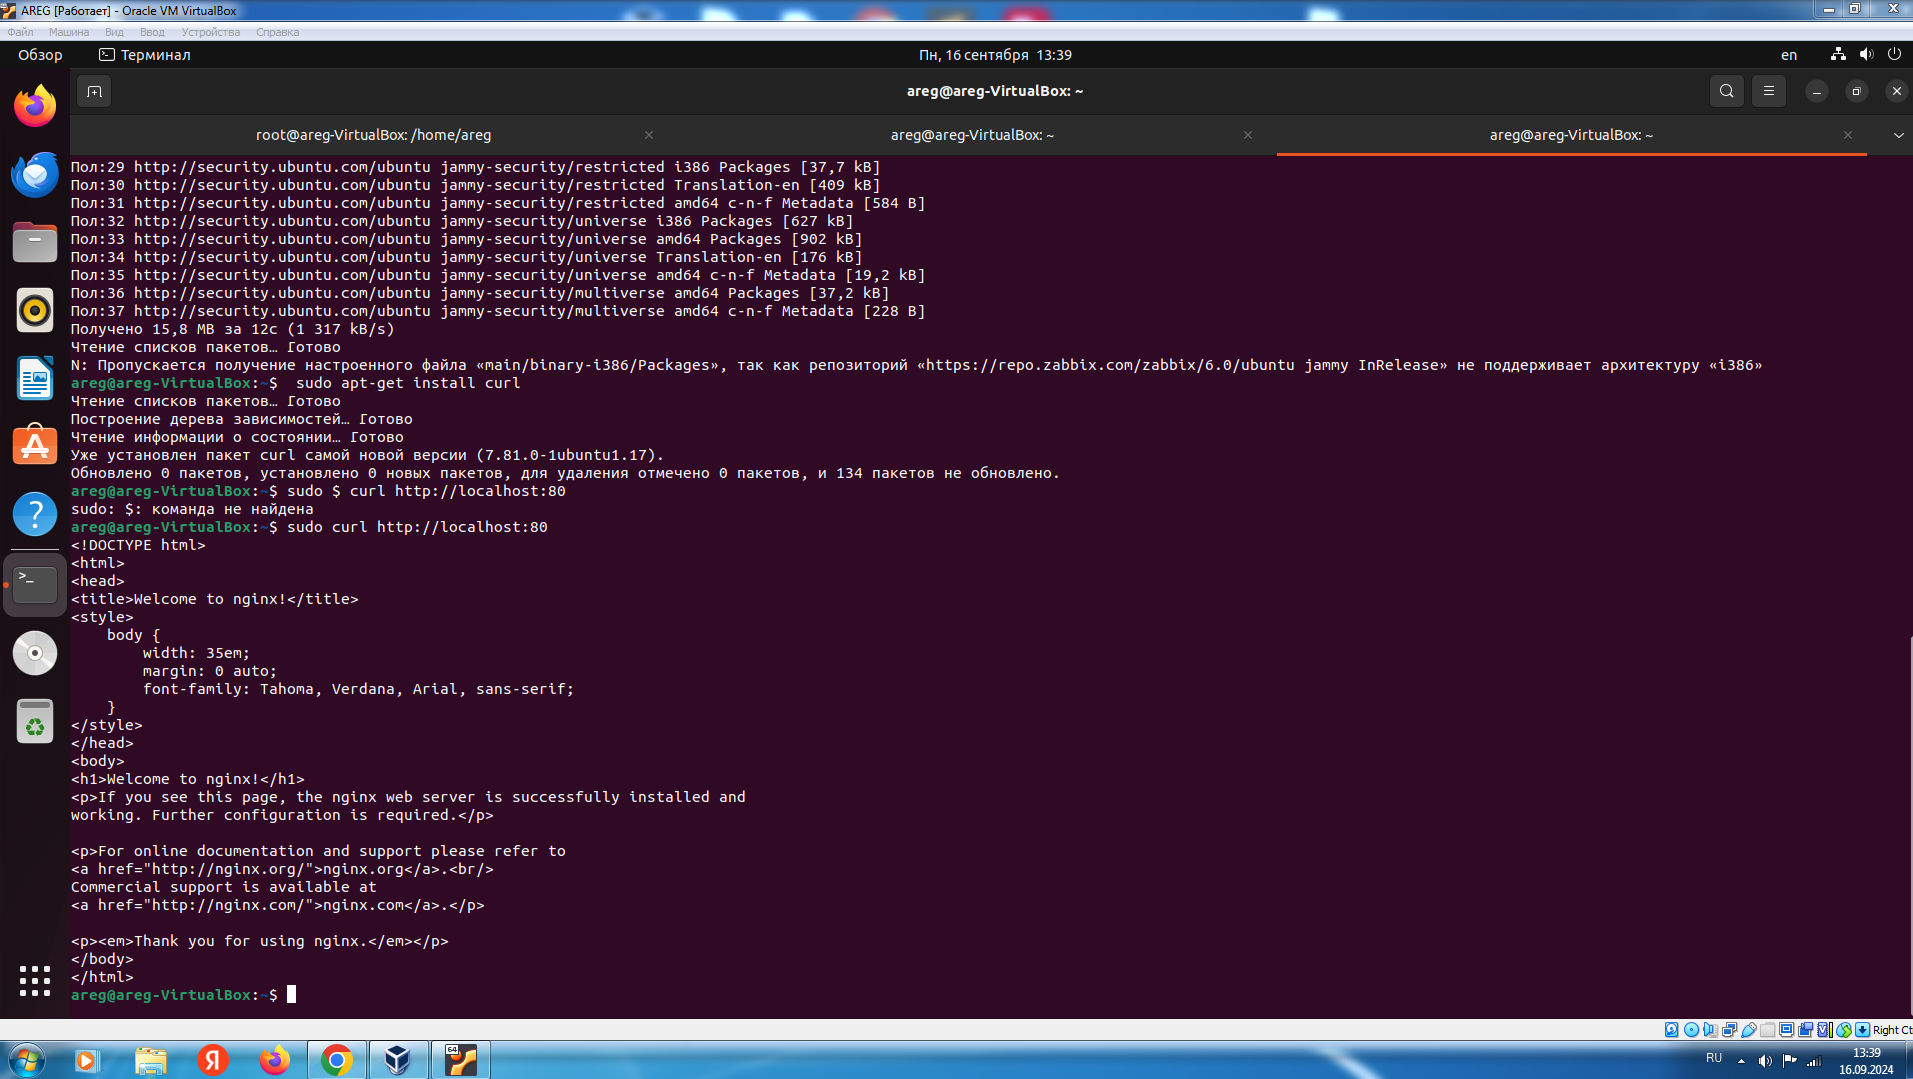 AREG [Работает] - Oracle VM VirtualBox
Файл Машина Вид Ввод Устройства Справка
Обзор Терминал Пн, 16 сентября 13:39 en
areg@areg-VirtualBox: ~
root@areg-VirtualBox: /home/areg areg@areg-VirtualBox: ~ areg@areg-VirtualBox: ~
Пол:29 http://security.ubuntu.com/ubuntu jammy-security/restricted i386 Packages [37,7 kB]
Пол:30 http://security.ubuntu.com/ubuntu jammy-security/restricted Translation-en [409 kB]
Пол:31 http://security.ubuntu.com/ubuntu jammy-security/restricted amd64 c-n-f Metadata [584 B]
Пол:32 http://security.ubuntu.com/ubuntu jammy-security/universe i386 Packages [627 kB]
Пол:33 http://security.ubuntu.com/ubuntu jammy-security/universe amd64 Packages [902 kB]
Пол:34 http://security.ubuntu.com/ubuntu jammy-security/universe Translation-en [176 kB]
Пол:35 http://security.ubuntu.com/ubuntu jammy-security/universe amd64 c-n-f Metadata [19,2 kB]
Пол:36 http://security.ubuntu.com/ubuntu jammy-security/multiverse amd64 Packages [37,2 kB]
Пол:37 http://security.ubuntu.com/ubuntu jammy-security/multiverse amd64 c-n-f Metadata [228 B]
Получено 15,8 MB за 12с (1 317 kB/s)
Чтение списков пакетов… Готово
N: Пропускается получение настроенного файла «main/binary-i386/Packages», так как репозиторий «https://repo.zabbix.com/zabbix/6.0/ubuntu jammy InRelease» не поддерживает архитектуру «i386»
areg@areg-VirtualBox:~$  sudo apt-get install curl
Чтение списков пакетов… Готово
Построение дерева зависимостей… Готово
Чтение информации о состоянии… Готово
Уже установлен пакет curl самой новой версии (7.81.0-1ubuntu1.17).
Обновлено 0 пакетов, установлено 0 новых пакетов, для удаления отмечено 0 пакетов, и 134 пакетов не обновлено.
areg@areg-VirtualBox:~$ sudo $ curl http://localhost:80
sudo: $: команда не найдена
areg@areg-VirtualBox:~$ sudo curl http://localhost:80
<!DOCTYPE html>
<html>
<head>
<title>Welcome to nginx!</title>
<style>
    body {
        width: 35em;
        margin: 0 auto;
        font-family: Tahoma, Verdana, Arial, sans-serif;
    }
</style>
</head>
<body>
<h1>Welcome to nginx!</h1>
<p>If you see this page, the nginx web server is successfully installed and
working. Further configuration is required.</p>
<p>For online documentation and support please refer to
<a href="http://nginx.org/">nginx.org</a>.<br/>
Commercial support is available at
<a href="http://nginx.com/">nginx.com</a>.</p>
<p><em>Thank you for using nginx.</em></p>
</body>
</html>
areg@areg-VirtualBox:~$
Right Ct
64
RU 13:39
16.09.2024